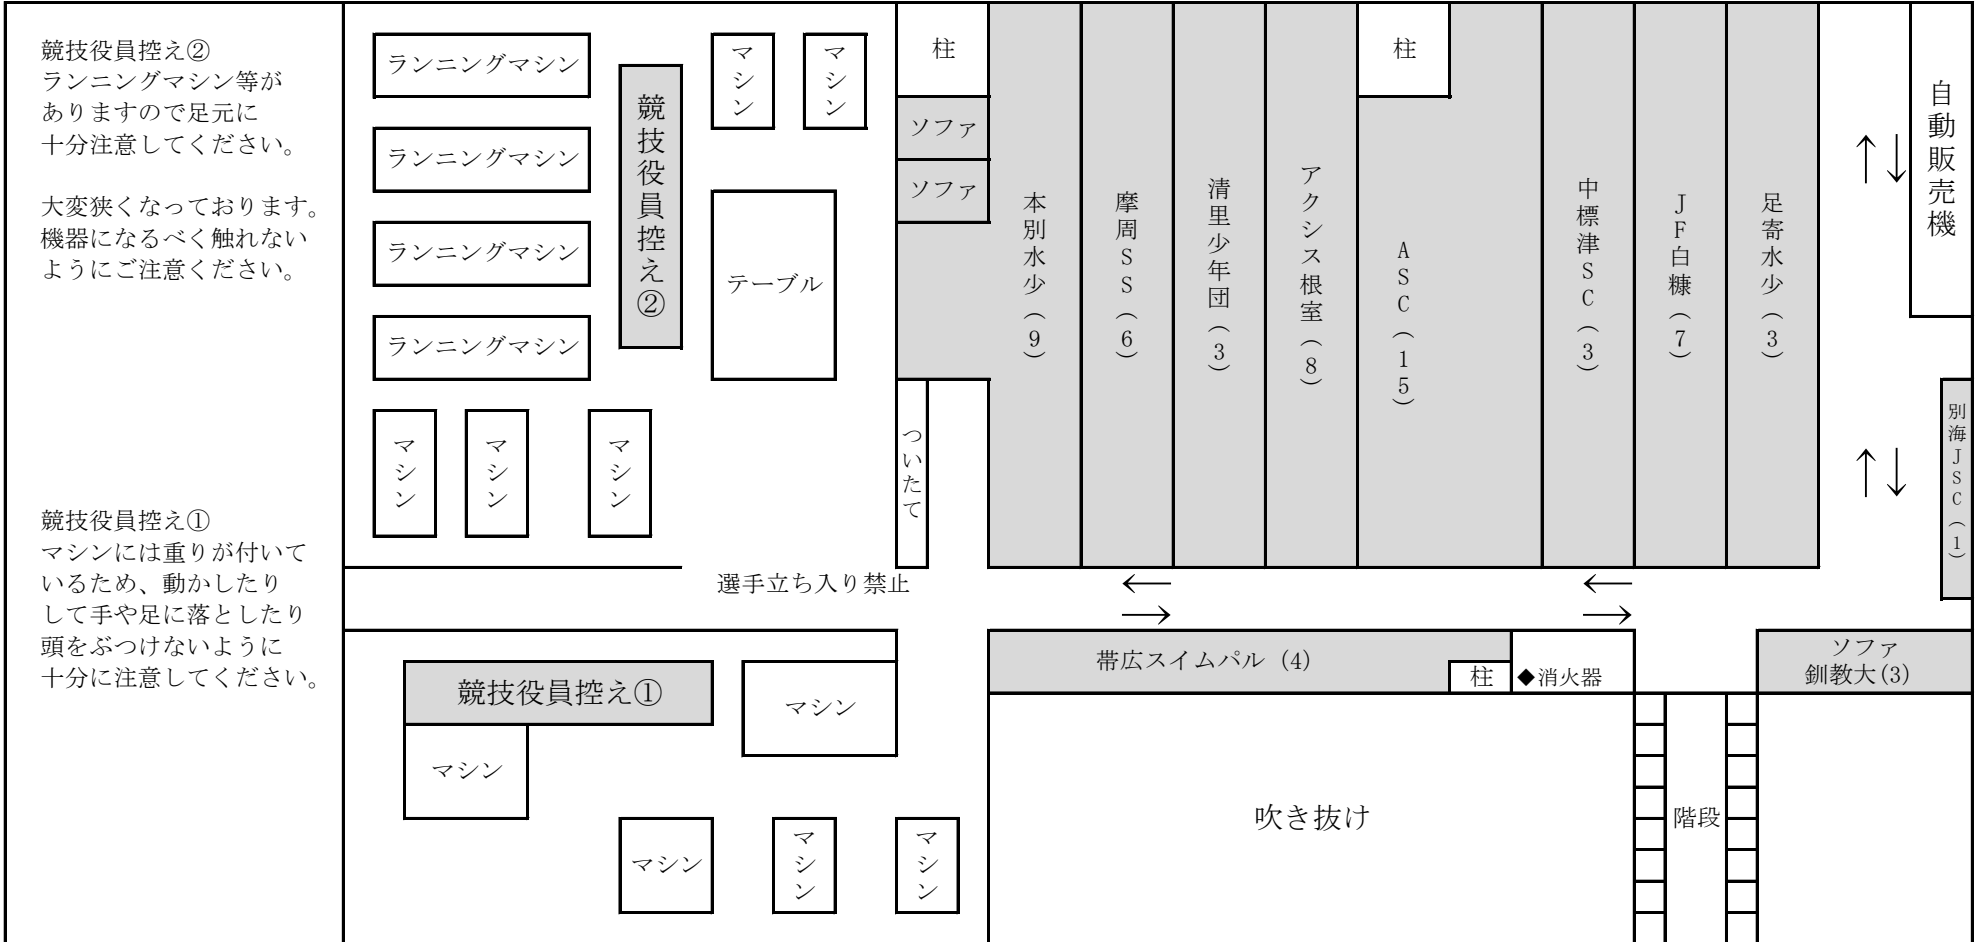 競技役員控え②
ランニングマシン等が
ありますので足元に
十分注意してください。
大変狭くなっております。
機器になるべく触れない
ようにご注意ください。
競技役員控え①
マシンには重りが付いて
いるため、動かしたり
して手や足に落としたり
頭をぶつけないように
十分に注意してください。
ランニングマシン
ランニングマシン
ランニングマシン
ランニングマシン
競技役員控え②
マシン
マシン
テーブル
マシン
マシン
マシン
柱
ソファ
ソファ
ついたて
本別水少(9)
摩周SS(6)
清里少年団(3)
アクシス根室(8)
柱
ASC(15)
中標津SC(3)
JF白糠(7)
足寄水少(3)
↑↓
自動販売機
↑↓
別海JSC(1)
選手立ち入り禁止
← ←
→ →
競技役員控え①
マシン
マシン
マシン
マシン
マシン
帯広スイムパル (4)
柱
◆消火器
ソファ
釧教大(3)
吹き抜け
階段